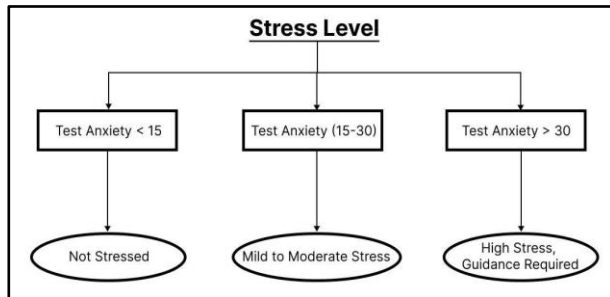 Stress Level
Test Anxiety < 15
Test Anxiety (15-30)
Test Anxiety > 30
Not Stressed
Mild to Moderate Stress
High Stress,
Guidance Required